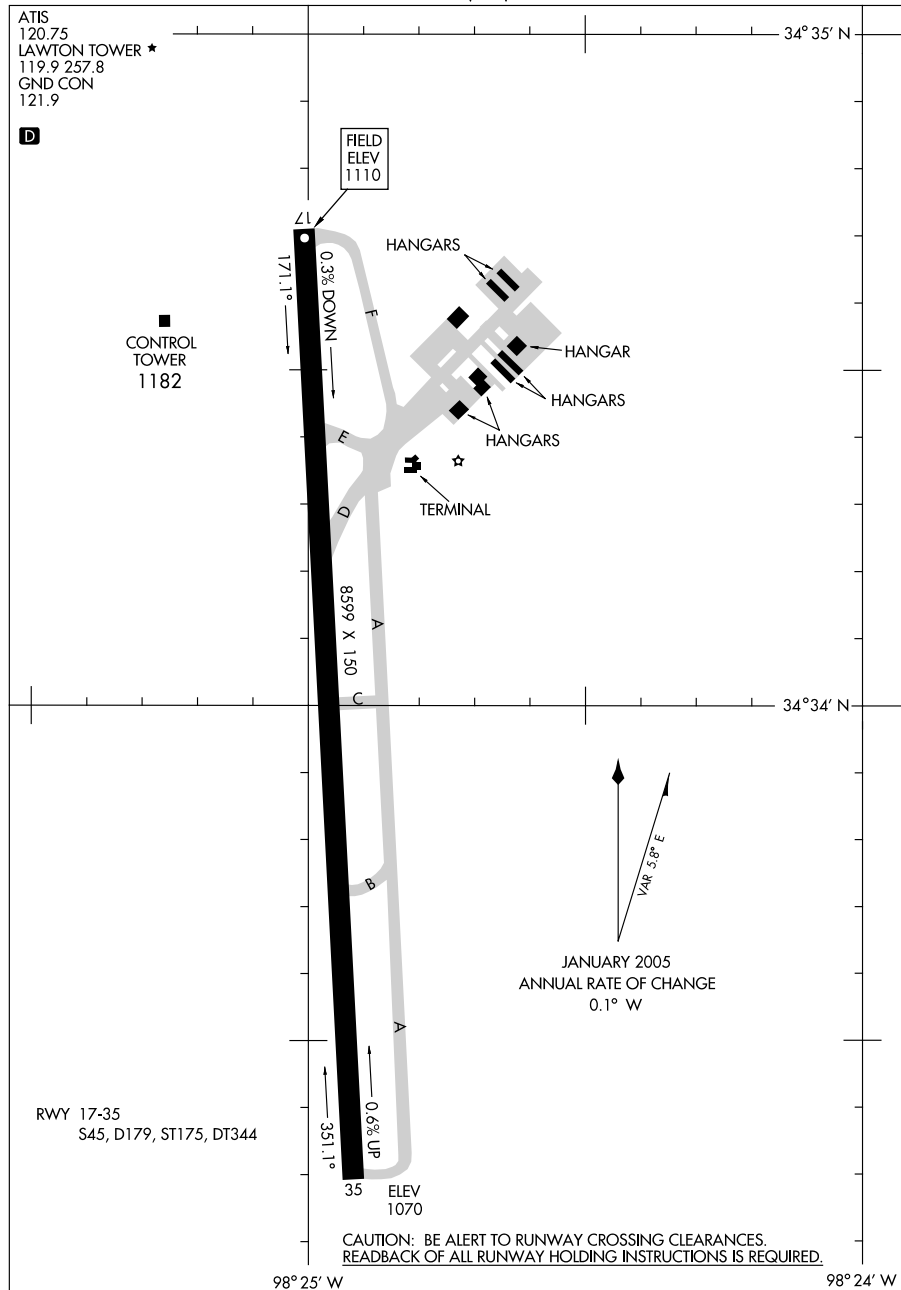 ATIS
120.75
LAWTON TOWER ★
119.9 257.8
GND CON
121.9
D
34° 35' N
FIELD
ELEV
1110
17
171.1°
0.3% DOWN
F
HANGARS
CONTROL
TOWER
1182
HANGAR
HANGARS
HANGARS
E
TERMINAL
D
8599 X 150
A
C
34° 34' N
VAR 5.8° E
B
JANUARY 2005
ANNUAL RATE OF CHANGE
0.1° W
A
RWY 17-35
S45, D179, ST175, DT344
351.1°
0.6% UP
35
ELEV
1070
CAUTION: BE ALERT TO RUNWAY CROSSING CLEARANCES.
READBACK OF ALL RUNWAY HOLDING INSTRUCTIONS IS REQUIRED.
98° 25' W
98° 24' W